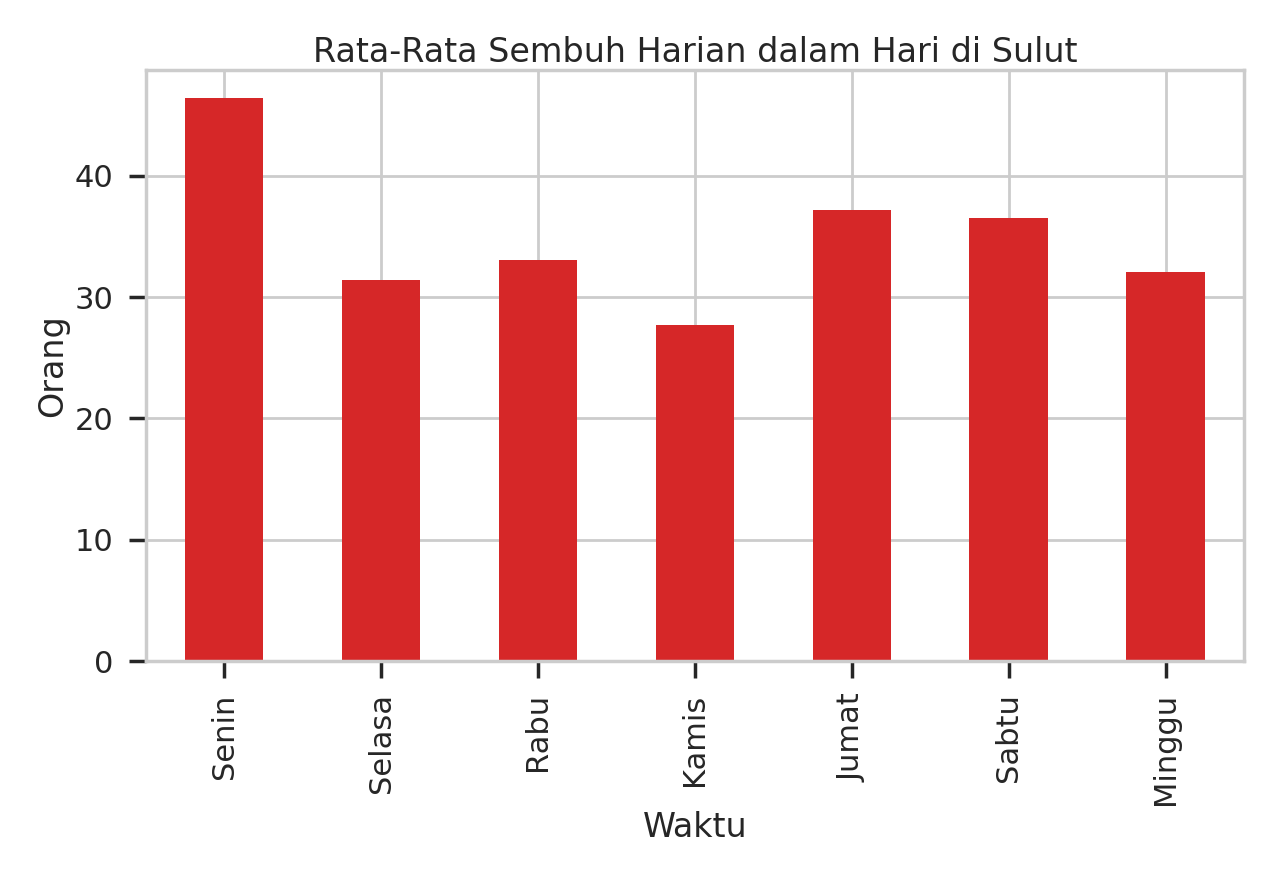 Rata-Rata Sembuh Harian dalam Hari di Sulut
Orang
40
30
20
10
0
Senin
Selasa
Rabu
Kamis
Jumat
Sabtu
Minggu
Waktu